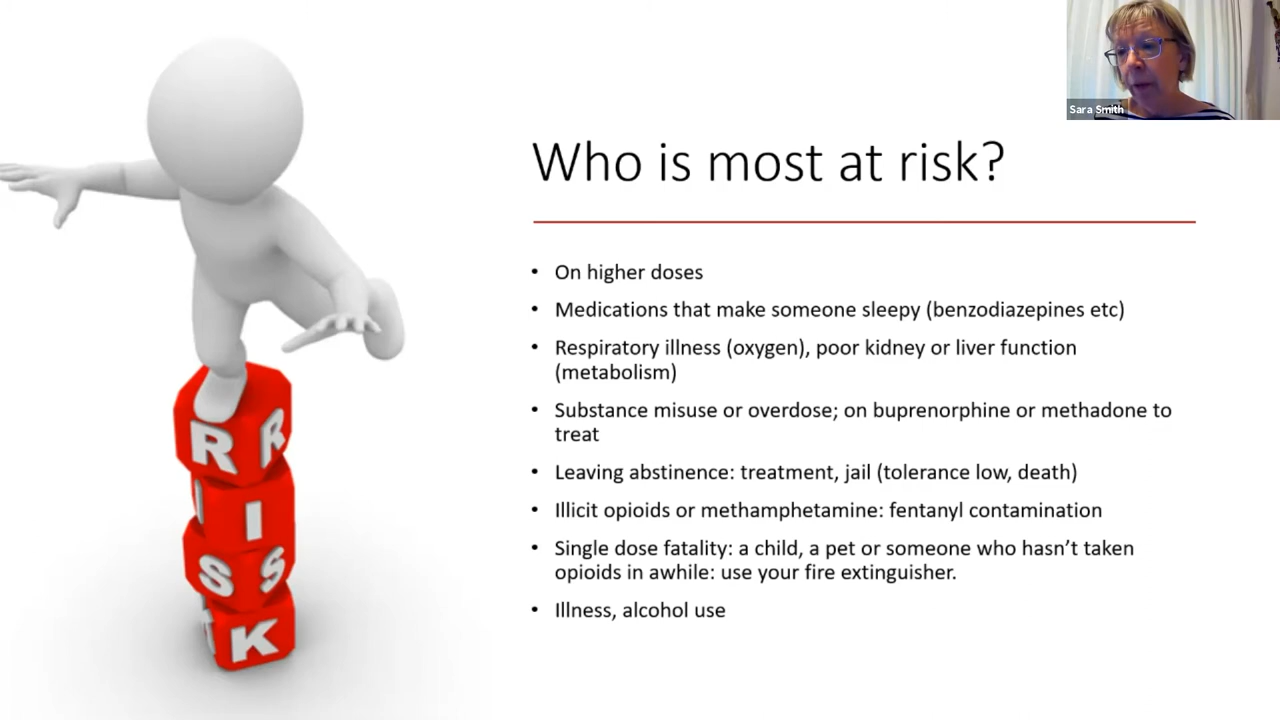 Sara Smith
Who is most at risk?
• On higher doses
• Medications that make someone sleepy (benzodiazepines etc)
• Respiratory illness (oxygen), poor kidney or liver function
(metabolism)
• Substance misuse or overdose; on buprenorphine or methadone to
treat
• Leaving abstinence: treatment, jail (tolerance low, death)
• Illicit opioids or methamphetamine: fentanyl contamination
• Single dose fatality: a child, a pet or someone who hasn’t taken
opioids in awhile: use your fire extinguisher.
• Illness, alcohol use
R R
I
S S
K